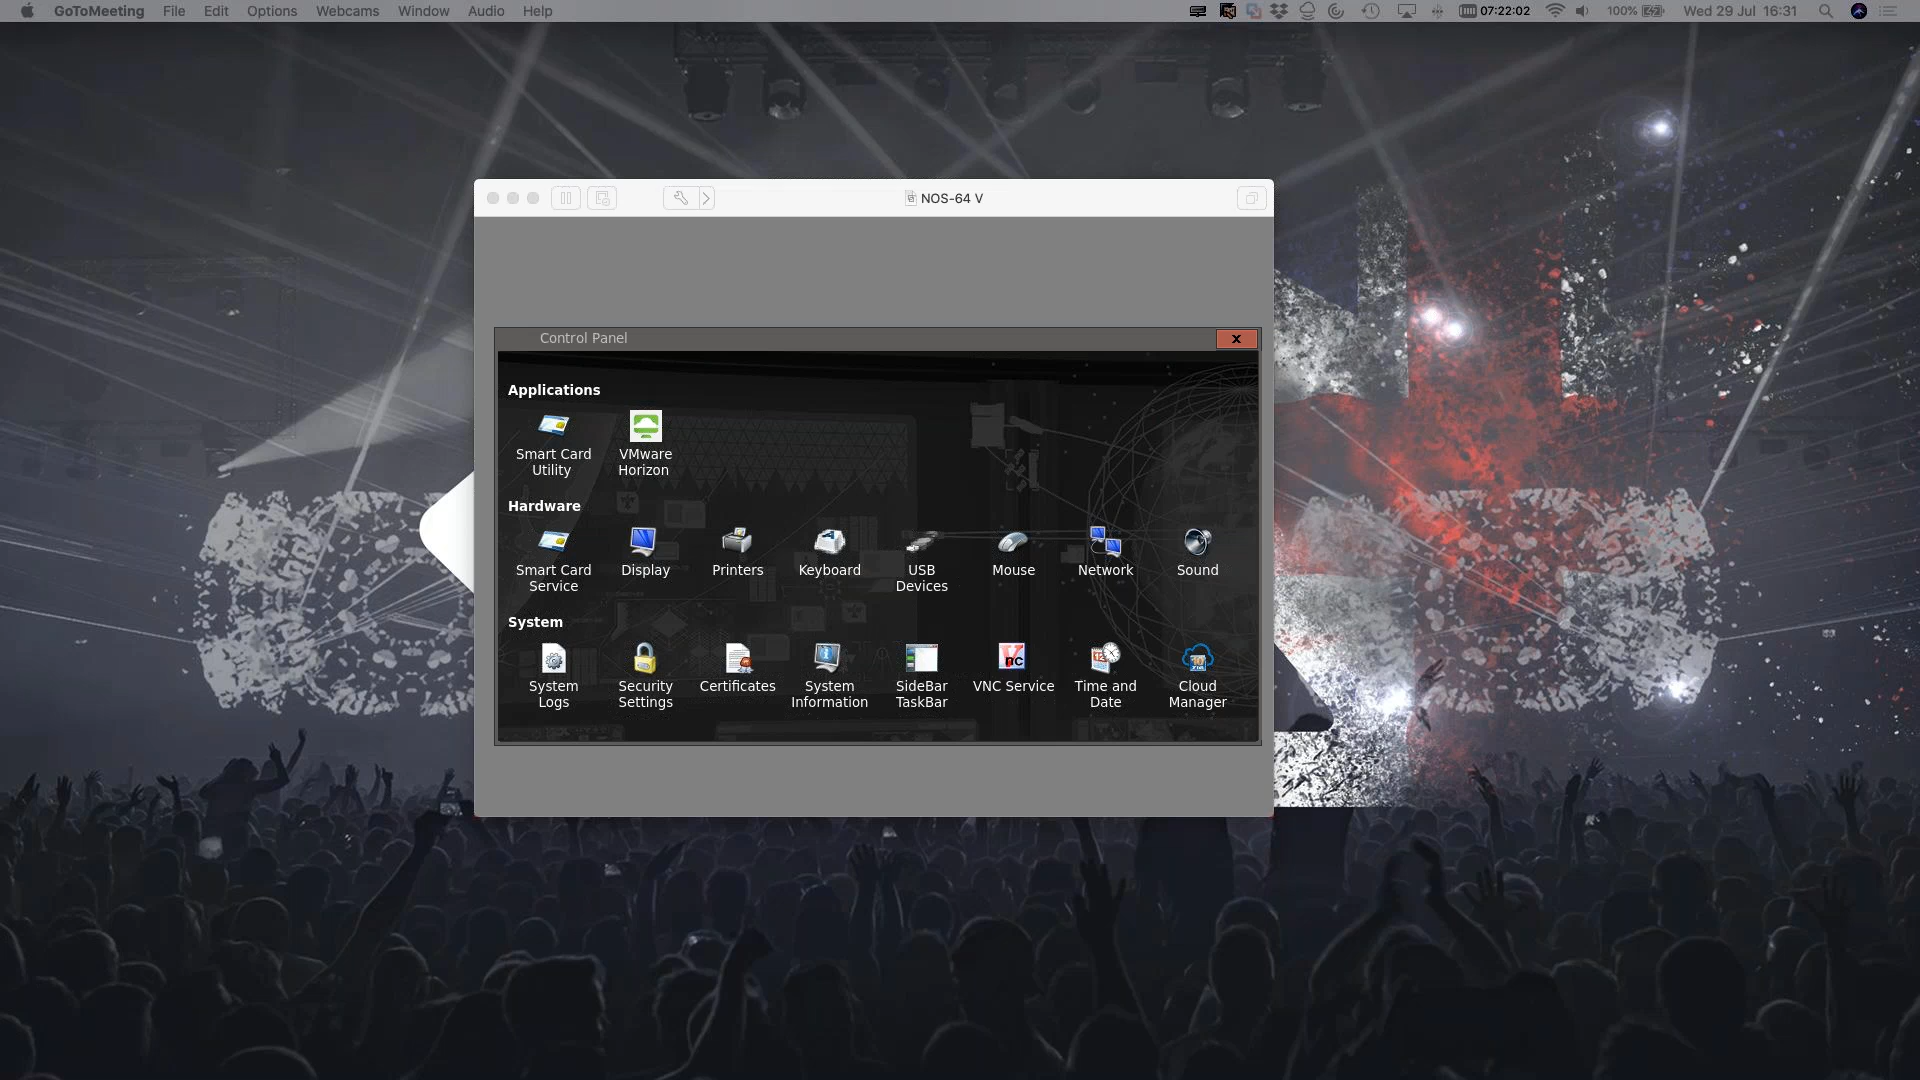 GoToMeeting File Edit Options Webcams Window Audio Help 07:22:02 100% Wed 29 Jul 16:31
NOS-64 V
Control Panel x
Applications
Smart Card Utility
VMware Horizon
Hardware
Smart Card Service
Display
Printers
Keyboard
USB Devices
Mouse
Network
Sound
System
System Logs
Security Settings
Certificates
System Information
SideBar TaskBar
VNC Service
Time and Date
Cloud Manager